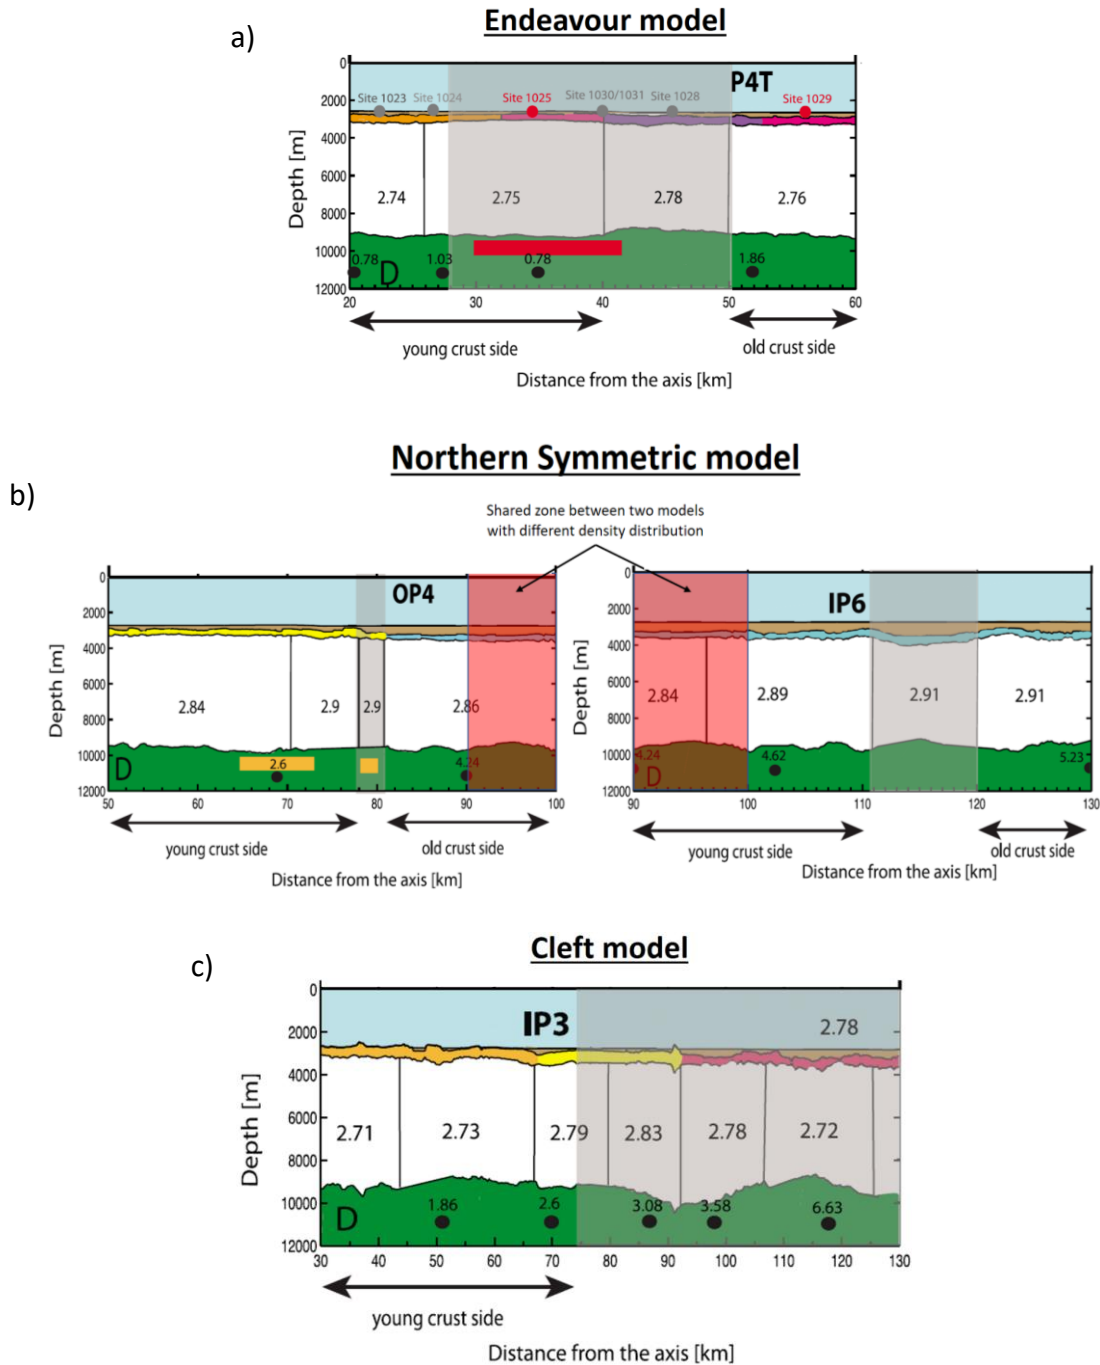 Endeavour model
a)
P4T
Site 1023 Site 1024 Site 1025 Site 1030/1031 Site 1028 Site 1029
Depth [m]
0
2000
4000
6000
8000
10000
12000
2.74 2.75 2.78 2.76
0.78 1.03 0.78 1.86
D
20 30 40 50 60
young crust side
old crust side
Distance from the axis [km]
Northern Symmetric model
b)
Shared zone between two models
with different density distribution
OP4
Depth [m]
0
2000
4000
6000
8000
10000
12000
2.84 2.9 2.9 2.86
D
2.6 4.24
50 60 70 80 90 100
young crust side
old crust side
Distance from the axis [km]
IP6
Depth [m]
0
2000
4000
6000
8000
10000
12000
2.84 2.89 2.91 2.91
4.24 4.62 5.23
D
90 100 110 120 130
young crust side
old crust side
Distance from the axis [km]
Cleft model
c)
IP3
2.78
Depth [m]
0
2000
4000
6000
8000
10000
12000
2.71 2.73 2.79 2.83 2.78 2.72
D
1.86 2.6 3.08 3.58 6.63
30 40 50 60 70 80 90 100 110 120 130
young crust side
Distance from the axis [km]